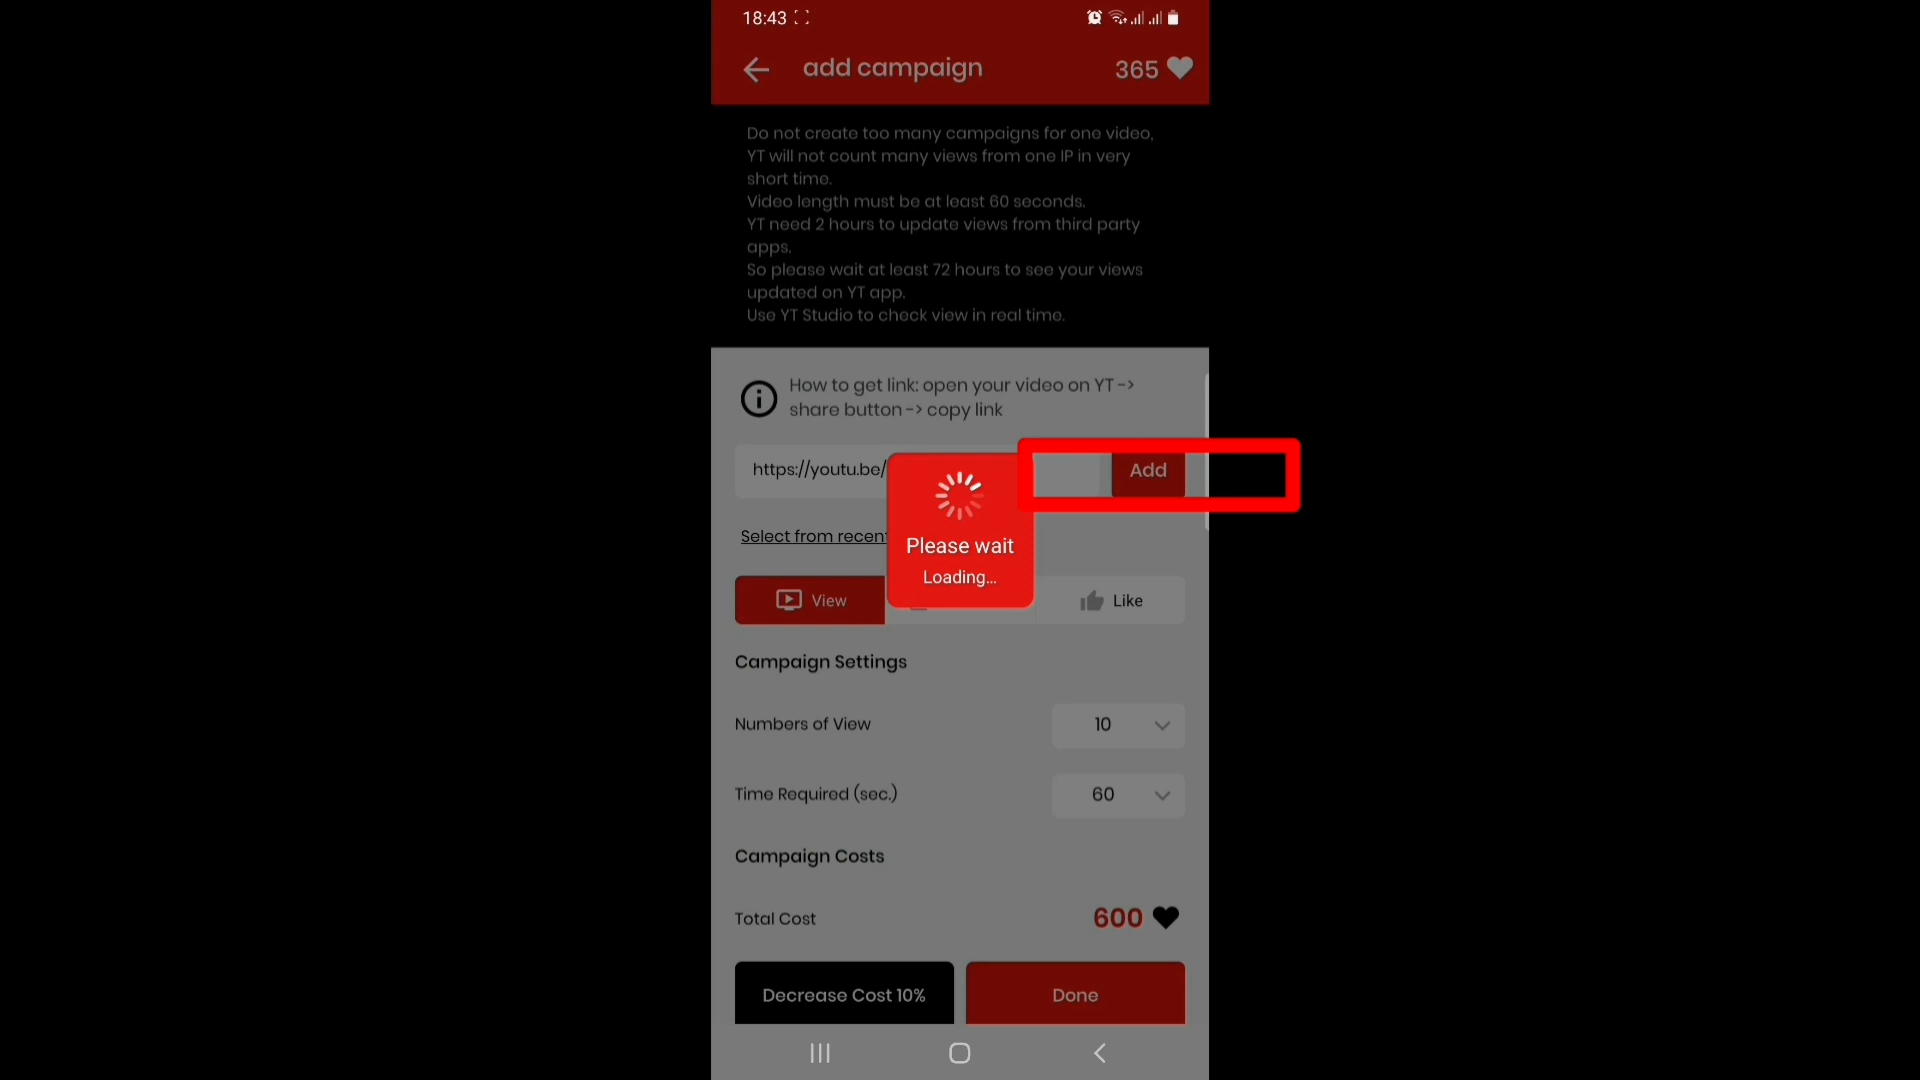 18:43
add campaign
365
Do not create too many campaigns for one video,
YT will not count many views from one IP in very
short time.
Video length must be at least 60 seconds.
YT need 2 hours to update views from third party
apps.
So please wait at least 72 hours to see your views
updated on YT app.
Use YT Studio to check view in real time.
How to get link: open your video on YT ->
share button -> copy link
https://youtu.be/
Add
Select from recent
Please wait
Loading...
View
Like
Campaign Settings
Numbers of View
10
Time Required (sec.)
60
Campaign Costs
Total Cost
600
Decrease Cost 10%
Done